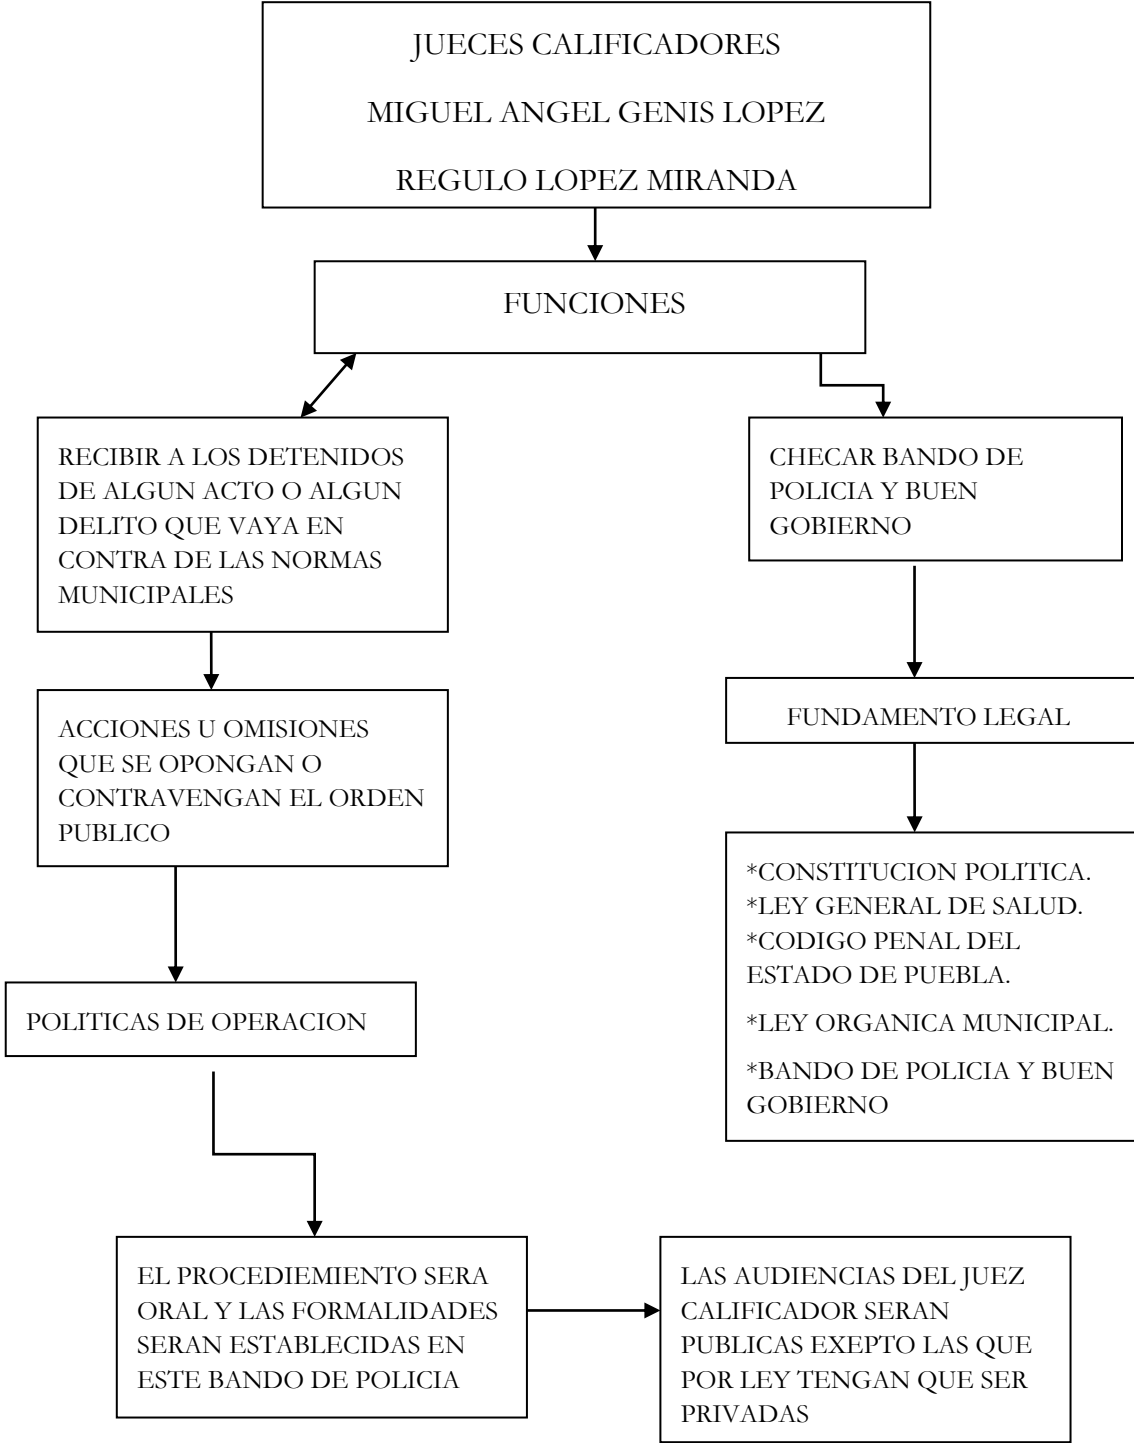 JUECES CALIFICADORES
MIGUEL ANGEL GENIS LOPEZ
REGULO LOPEZ MIRANDA
FUNCIONES
RECIBIR A LOS DETENIDOS
DE ALGUN ACTO O ALGUN
DELITO QUE VAYA EN
CONTRA DE LAS NORMAS
MUNICIPALES
CHECAR BANDO DE
POLICIA Y BUEN
GOBIERNO
ACCIONES U OMISIONES
QUE SE OPONGAN O
CONTRAVENGAN EL ORDEN
PUBLICO
FUNDAMENTO LEGAL
*CONSTITUCION POLITICA.
*LEY GENERAL DE SALUD.
*CODIGO PENAL DEL
ESTADO DE PUEBLA.
*LEY ORGANICA MUNICIPAL.
*BANDO DE POLICIA Y BUEN
GOBIERNO
POLITICAS DE OPERACION
EL PROCEDIEMIENTO SERA
ORAL Y LAS FORMALIDADES
SERAN ESTABLECIDAS EN
ESTE BANDO DE POLICIA
LAS AUDIENCIAS DEL JUEZ
CALIFICADOR SERAN
PUBLICAS EXEPTO LAS QUE
POR LEY TENGAN QUE SER
PRIVADAS